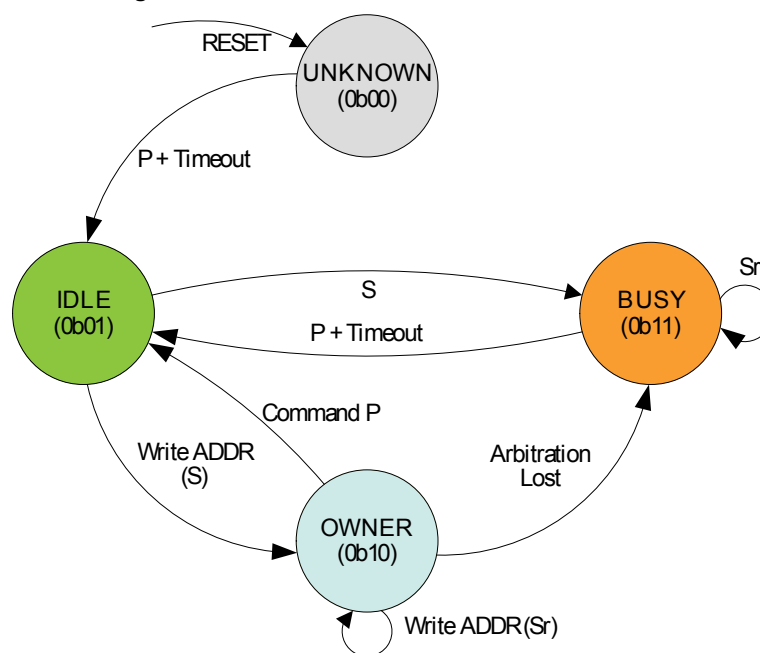 RESET
UNKNOWN
(0b00)
P + Timeout
IDLE
(0b01)
S
BUSY
(0b11)
Sr
P + Timeout
Command P
Write ADDR
(S)
Arbitration
Lost
OWNER
(0b10)
Write ADDR(Sr)